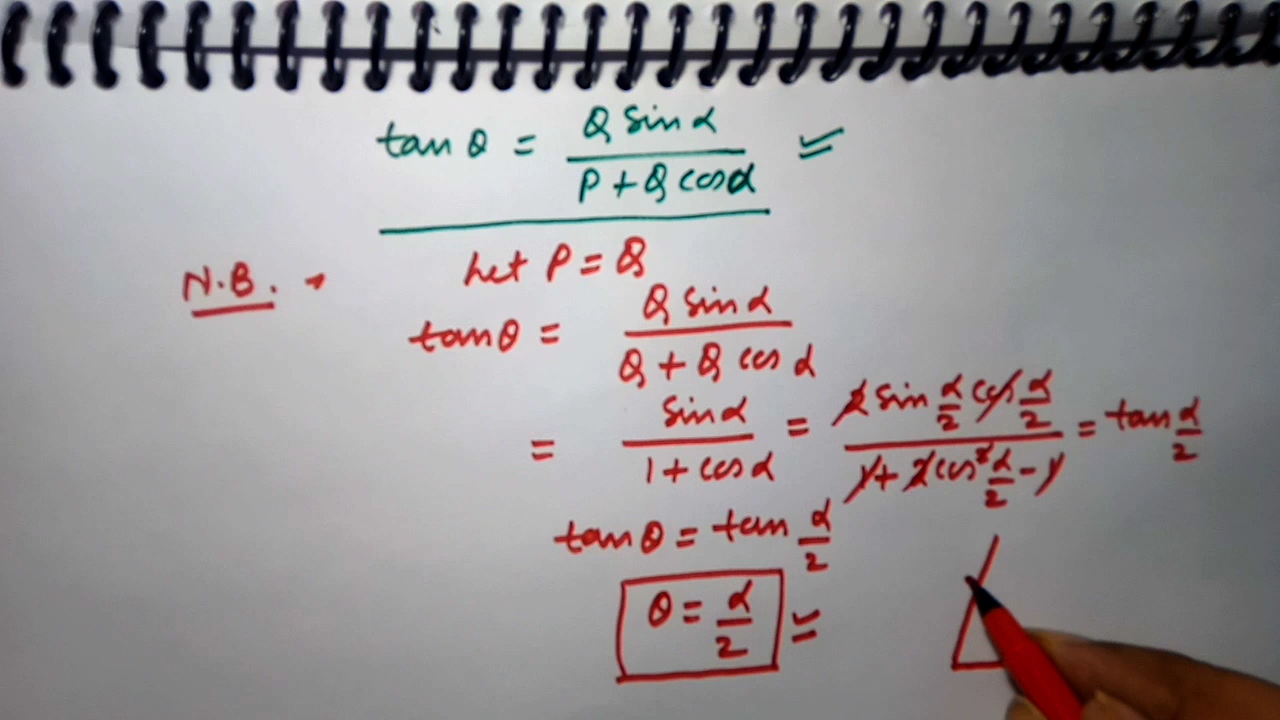 tan θ = Q sin α / P + Q cos α
N.B. → Let P = Q
tan θ = Q sin α / Q + Q cos α
= sin α / 1 + cos α = 2 sin α/2 cos α/2 / 1 + 2 cos² α/2 - 1 = tan α/2
tan θ = tan α/2
θ = α/2